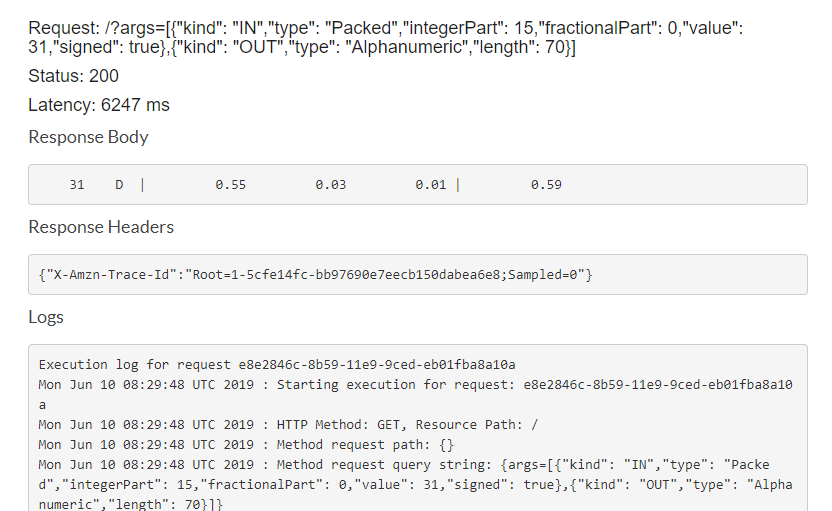 Request: /?args=[{"kind": "IN","type": "Packed","integerPart": 15,"fractionalPart": 0,"value":
31,"signed": true},{"kind": "OUT","type": "Alphanumeric","length": 70}]
Status: 200
Latency: 6247 ms
Response Body
31    D  |         0.55         0.03         0.01 |         0.59
Response Headers
{"X-Amzn-Trace-Id":"Root=1-5cfe14fc-bb97690e7eecb150dabea6e8;Sampled=0"}
Logs
Execution log for request e8e2846c-8b59-11e9-9ced-eb01fba8a10a
Mon Jun 10 08:29:48 UTC 2019 : Starting execution for request: e8e2846c-8b59-11e9-9ced-eb01fba8a10
a
Mon Jun 10 08:29:48 UTC 2019 : HTTP Method: GET, Resource Path: /
Mon Jun 10 08:29:48 UTC 2019 : Method request path: {}
Mon Jun 10 08:29:48 UTC 2019 : Method request query string: {args=[{"kind": "IN","type": "Packe
d","integerPart": 15,"fractionalPart": 0,"value": 31,"signed": true},{"kind": "OUT","type": "Alpha
numeric","length": 70}]}